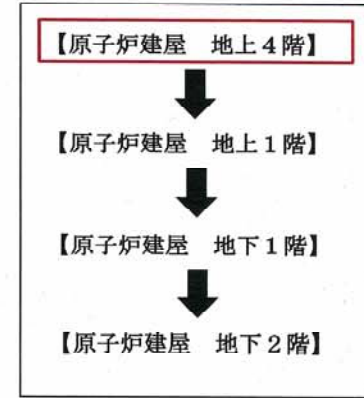 【原子炉建屋　地上4階】
【原子炉建屋　地上1階】
【原子炉建屋　地下1階】
【原子炉建屋　地下2階】